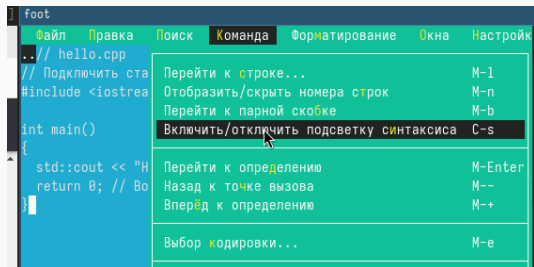 ] foot
Файл Правка Поиск Команда Форматирование Окна Настройк
..// hello.cpp
// Подключить ста
#include <iostrea
int main()
{
std::cout << "H
return 0; // Во
}
Перейти к строке... M-l
Отобразить/скрыть номера строк M-n
Перейти к парной скобке M-b
Включить/отключить подсветку синтаксиса C-s
Перейти к определению M-Enter
Назад к точке вызова M--
Вперёд к определению M-+
Выбор кодировки... M-e